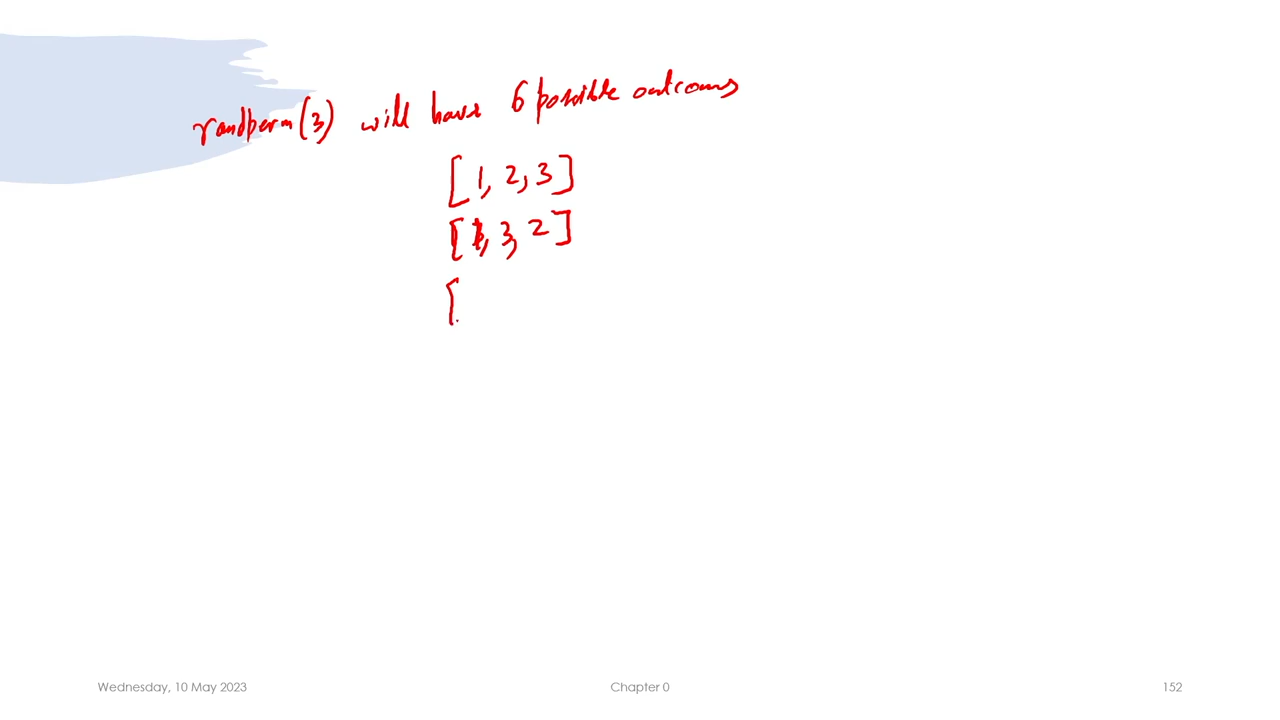 randperm(3) will have 6 possible outcomes
[1, 2, 3]
[1, 3, 2]
[
Wednesday, 10 May 2023
Chapter 0
152